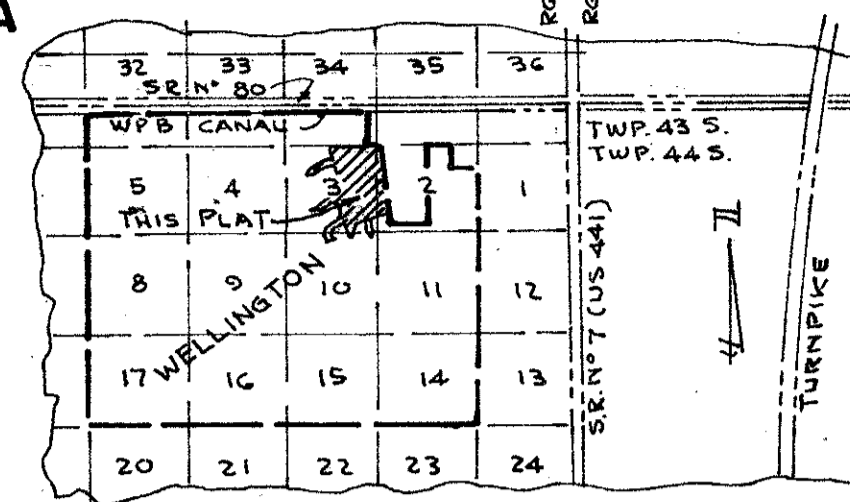 A
RG
RG
32 33 34 35 36
S.R. Nº 80
WPB CANAL
TWP. 43 S.
TWP. 44 S.
5 4 3 2 1
THIS PLAT
8 9 10 11 12
WELLINGTON
17 16 15 14 13
20 21 22 23 24
S.R. Nº 7 (US 441)
TURNPIKE